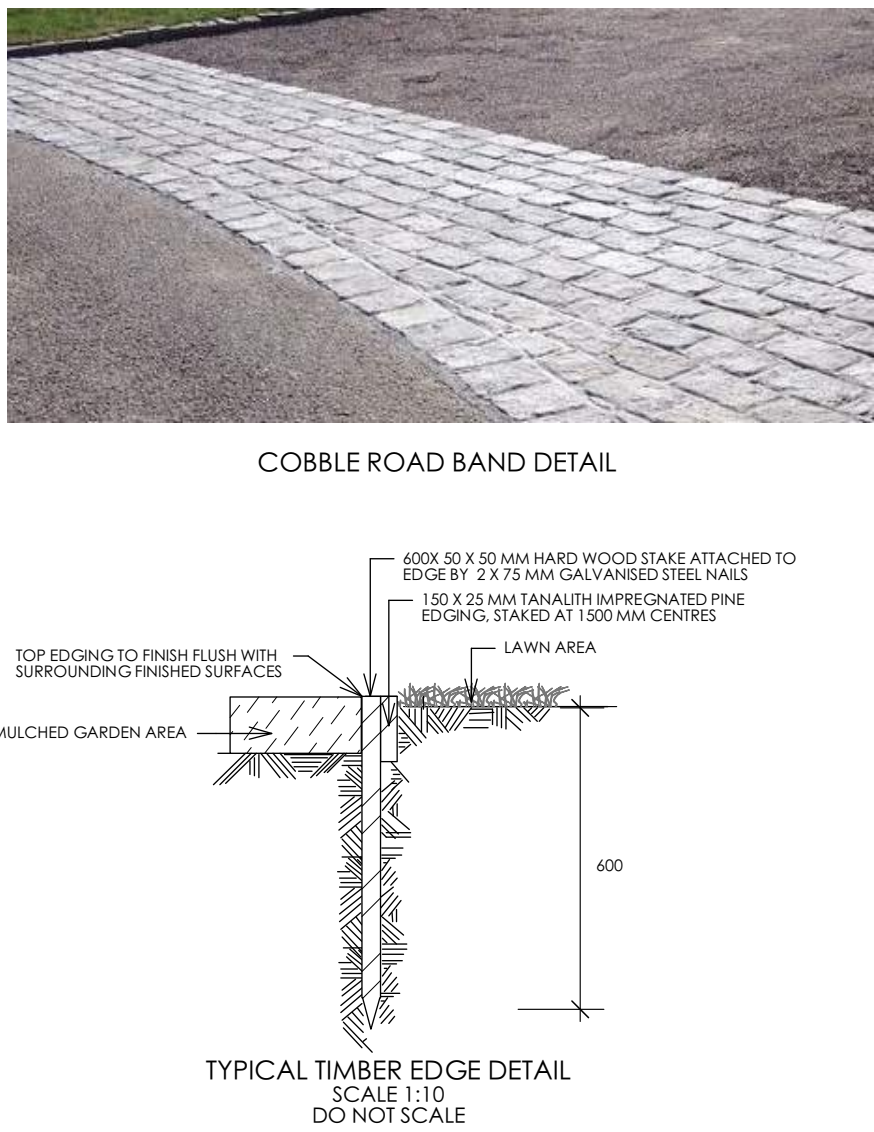 COBBLE ROAD BAND DETAIL
600X 50 X 50 MM HARD WOOD STAKE ATTACHED TO
EDGE BY 2 X 75 MM GALVANISED STEEL NAILS
150 X 25 MM TANALITH IMPREGNATED PINE
EDGING, STAKED AT 1500 MM CENTRES
LAWN AREA
TOP EDGING TO FINISH FLUSH WITH
SURROUNDING FINISHED SURFACES
MULCHED GARDEN AREA
600
TYPICAL TIMBER EDGE DETAIL
SCALE 1:10
DO NOT SCALE